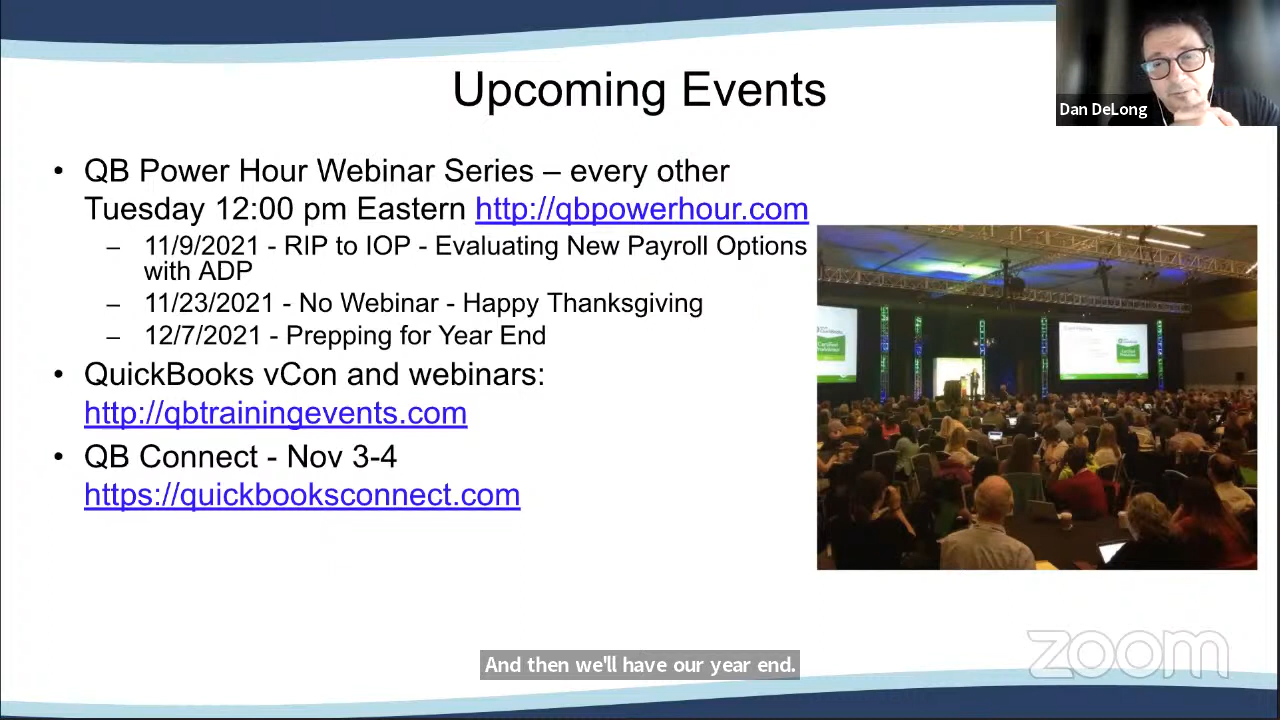 Upcoming Events
Dan DeLong
• QB Power Hour Webinar Series – every other
Tuesday 12:00 pm Eastern http://qbpowerhour.com
– 11/9/2021 - RIP to IOP - Evaluating New Payroll Options
with ADP
– 11/23/2021 - No Webinar - Happy Thanksgiving
– 12/7/2021 - Prepping for Year End
• QuickBooks vCon and webinars:
http://qbtrainingevents.com
• QB Connect - Nov 3-4
https://quickbooksconnect.com
zoom
And then we'll have our year end.